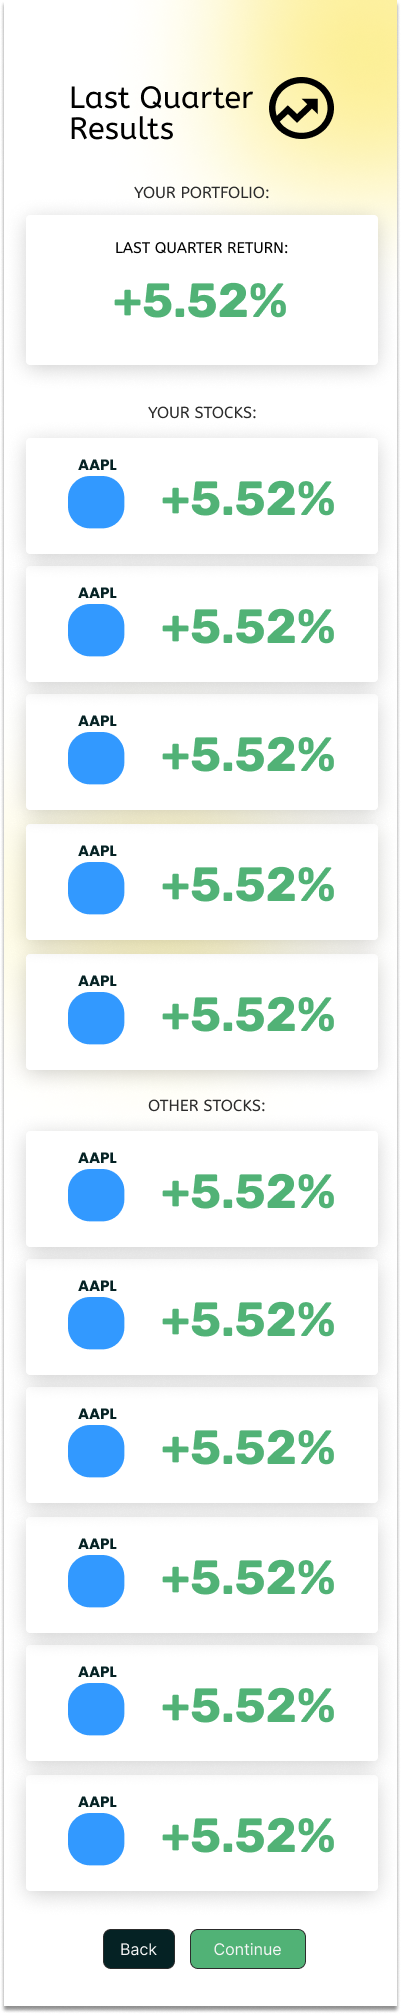 Last Quarter
Results
YOUR PORTFOLIO:
LAST QUARTER RETURN:
+5.52%
YOUR STOCKS:
AAPL
+5.52%
AAPL
+5.52%
AAPL
+5.52%
AAPL
+5.52%
AAPL
+5.52%
OTHER STOCKS:
AAPL
+5.52%
AAPL
+5.52%
AAPL
+5.52%
AAPL
+5.52%
AAPL
+5.52%
AAPL
+5.52%
Back Continue